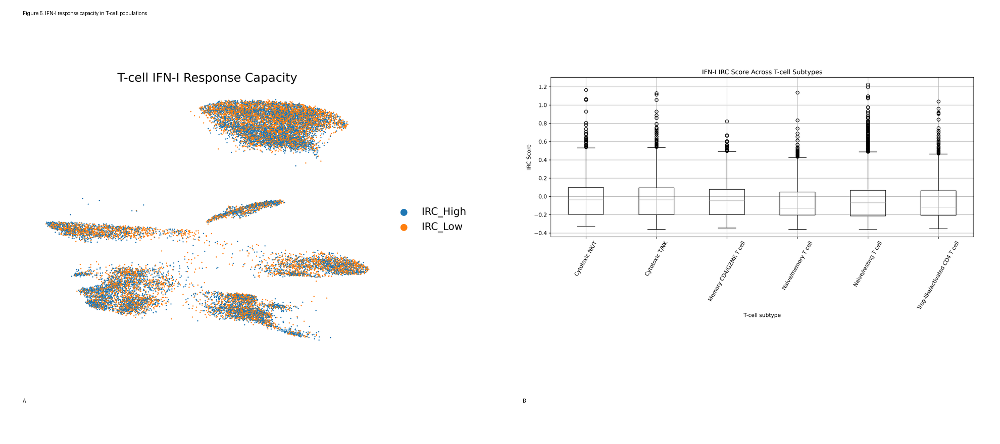 Figure 5. IFN-I response capacity in T-cell populations
T-cell IFN-I Response Capacity
IRC_High
IRC_Low
A
IFN-I IRC Score Across T-cell Subtypes
IRC Score
1.2
1.0
0.8
0.6
0.4
0.2
0.0
−0.2
−0.4
Cytotoxic NK/T
Cytotoxic T/NK
Memory CD4/GZMK T cell
Naive/memory T cell
Naive/resting T cell
Treg-like/activated CD4 T cell
T-cell subtype
B